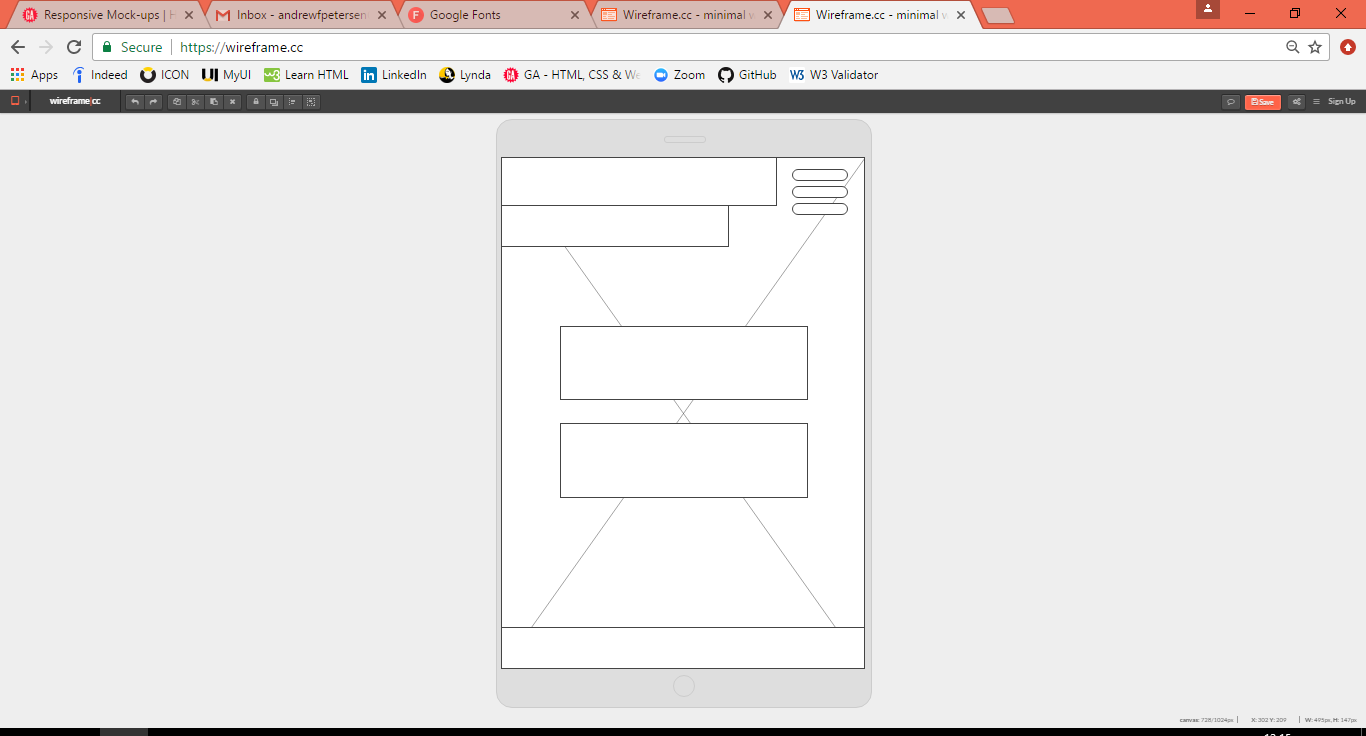 Responsive Mock-ups | H
Inbox - andrewfpetersen
Google Fonts
Wireframe.cc - minimal w
Wireframe.cc - minimal w
Secure https://wireframe.cc
Apps Indeed ICON MyUI Learn HTML LinkedIn Lynda GA - HTML, CSS & We Zoom GitHub W3 Validator
wireframe|cc Save Sign Up
canvas: 728/1024px X: 302 Y: 209 W: 495px, H: 147px